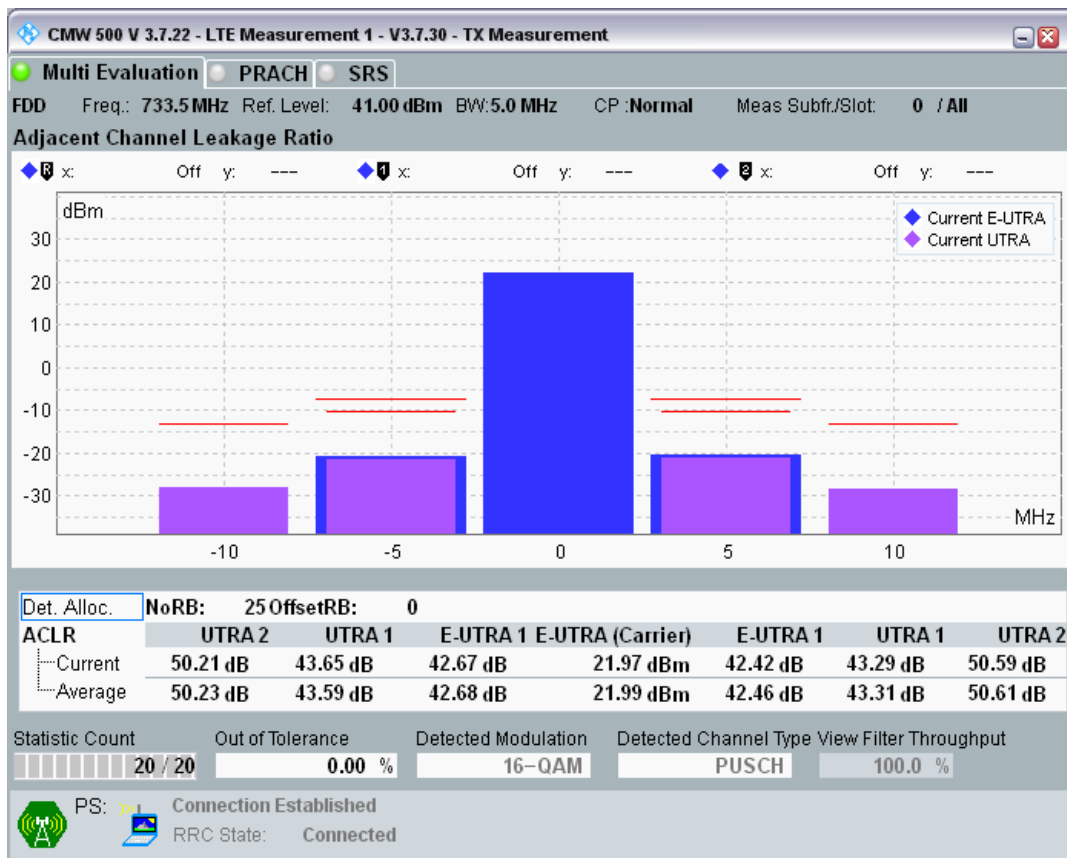 CMW 500 V 3.7.22 - LTE Measurement 1 - V3.7.30 - TX Measurement
Multi Evaluation PRACH SRS
FDD Freq.: 733.5 MHz Ref. Level: 41.00 dBm BW:5.0 MHz CP :Normal Meas Subfr./Slot: 0 / All
Adjacent Channel Leakage Ratio
R x: Off y: --- 1 x: Off y: --- 2 x: Off y: ---
dBm
Current E-UTRA
Current UTRA
30
20
10
0
-10
-20
-30
MHz
-10 -5 0 5 10
Det. Alloc. NoRB: 25 OffsetRB: 0
ACLR UTRA 2 UTRA 1 E-UTRA 1 E-UTRA (Carrier) E-UTRA 1 UTRA 1 UTRA 2
Current 50.21 dB 43.65 dB 42.67 dB 21.97 dBm 42.42 dB 43.29 dB 50.59 dB
Average 50.23 dB 43.59 dB 42.68 dB 21.99 dBm 42.46 dB 43.31 dB 50.61 dB
Statistic Count Out of Tolerance Detected Modulation Detected Channel Type View Filter Throughput
20 / 20 0.00 % 16-QAM PUSCH 100.0 %
PS: Connection Established
RRC State: Connected